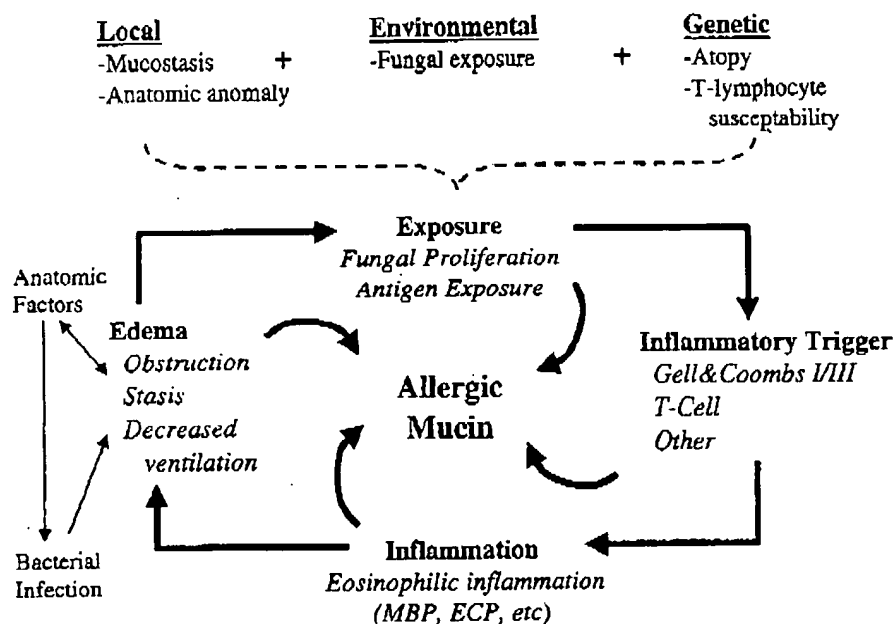 Local + Environmental + Genetic
-Mucostasis
-Anatomic anomaly
-Fungal exposure
-Atopy
-T-lymphocyte
susceptability
Exposure
Fungal Proliferation
Antigen Exposure
Anatomic
Factors
Edema
Obstruction
Stasis
Decreased
ventilation
Allergic
Mucin
Inflammatory Trigger
Gell&Coombs I/III
T-Cell
Other
Bacterial
Infection
Inflammation
Eosinophilic inflammation
(MBP, ECP, etc)